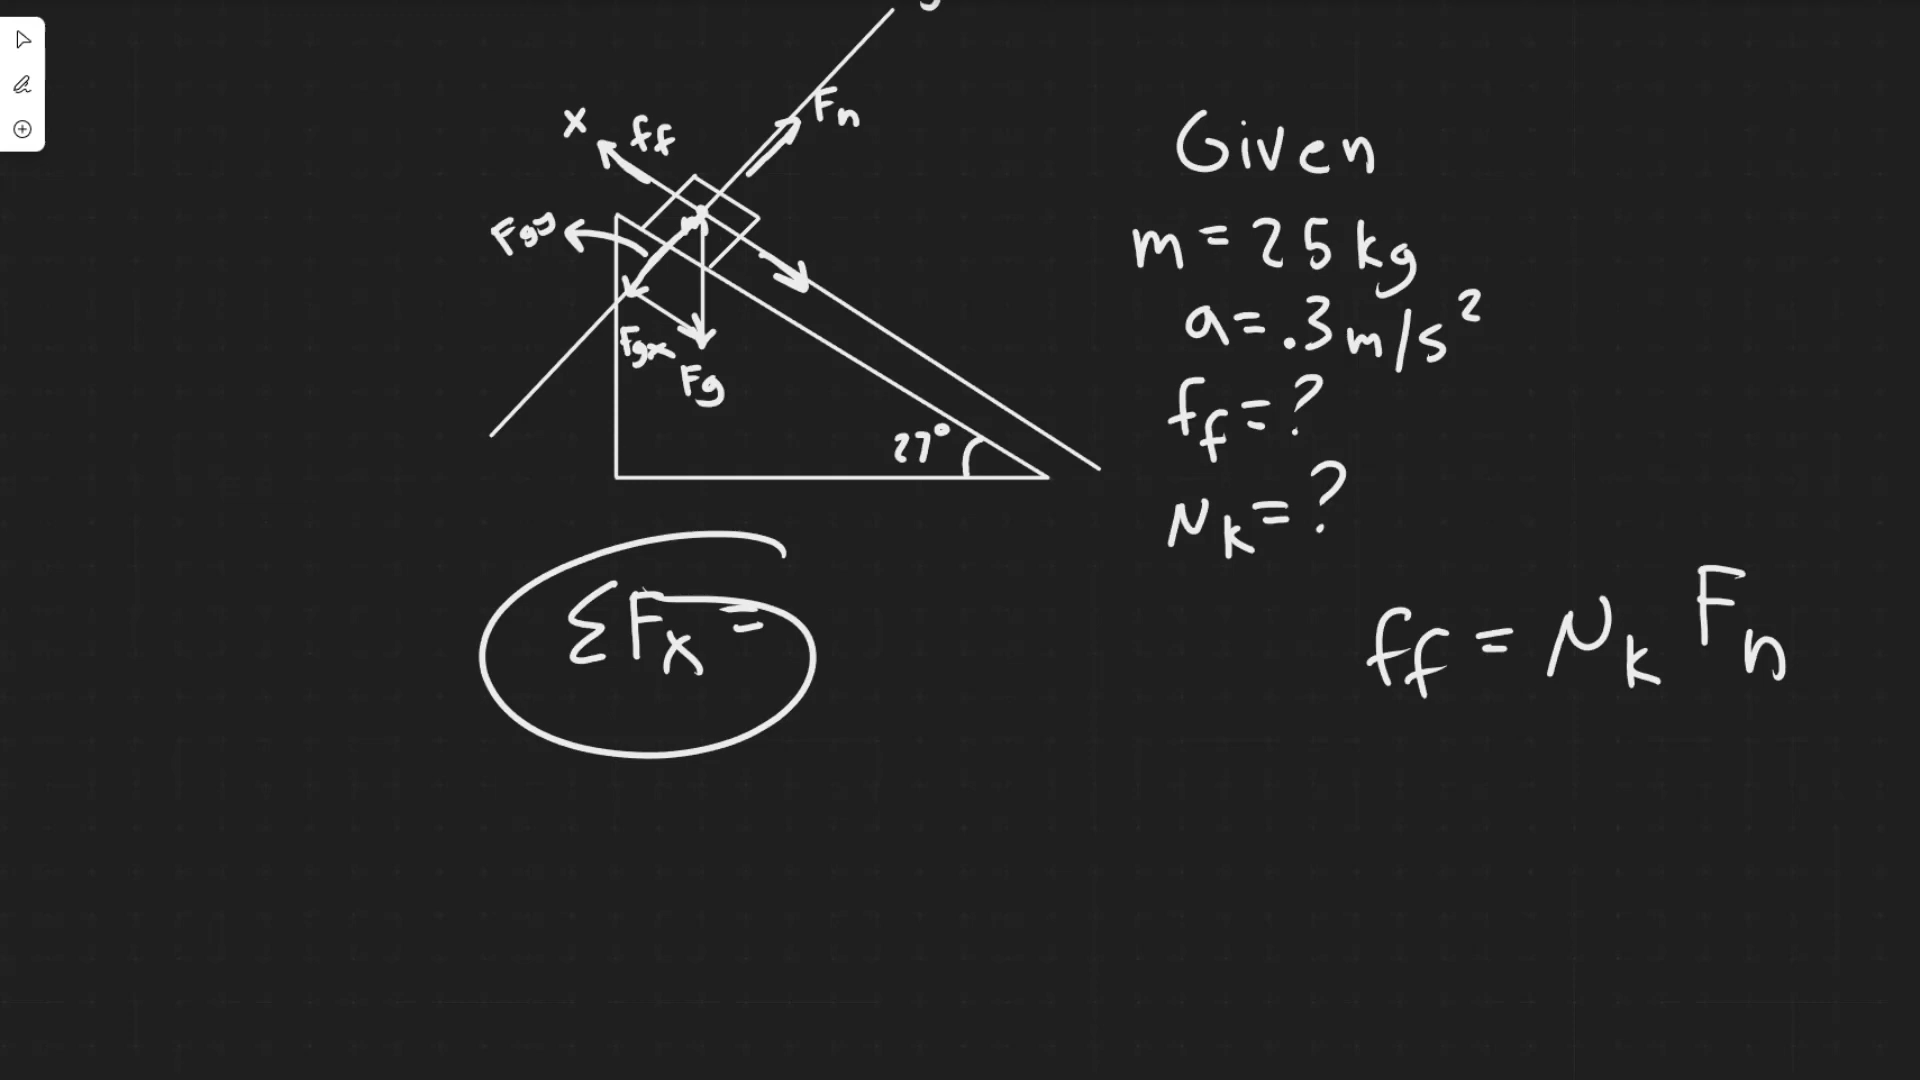 Fn
x
ff
Fgy
Fgx
Fg
27°
Given
m = 25 kg
a = .3 m/s²
ff = ?
μk = ?
ΣFx =
ff = μk Fn